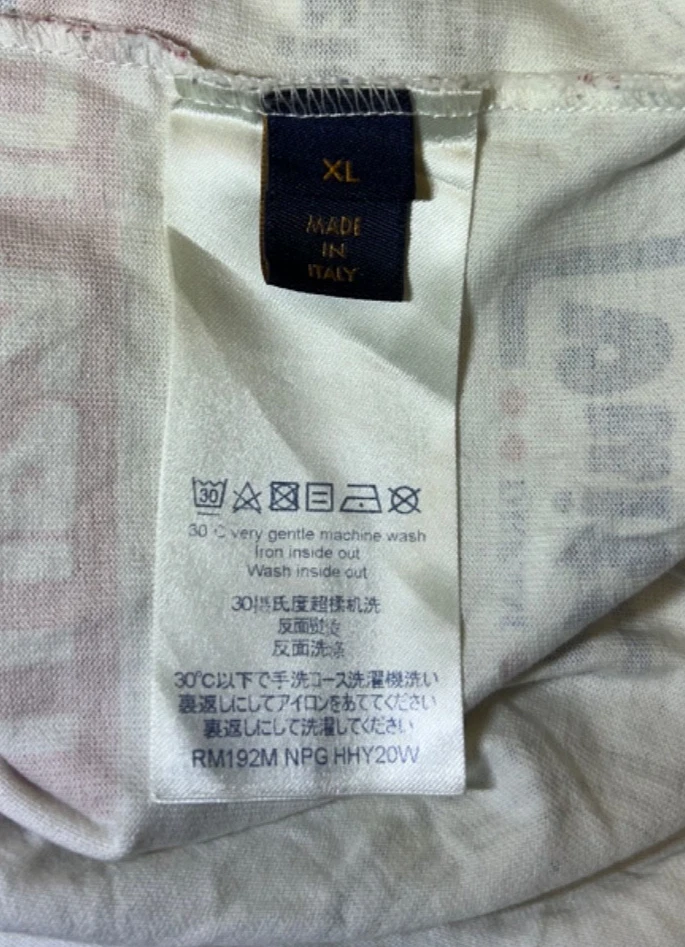 XL
MADE
IN
ITALY
30
30°C very gentle machine wash
Iron inside out
Wash inside out
30摄氏度超揉机洗
反面熨烫
反面洗涤
30℃以下で手洗コース洗濯機洗い
裏返しにしてアイロンをあててください
裏返しにして洗濯してください
RM192M NPG HHY20W